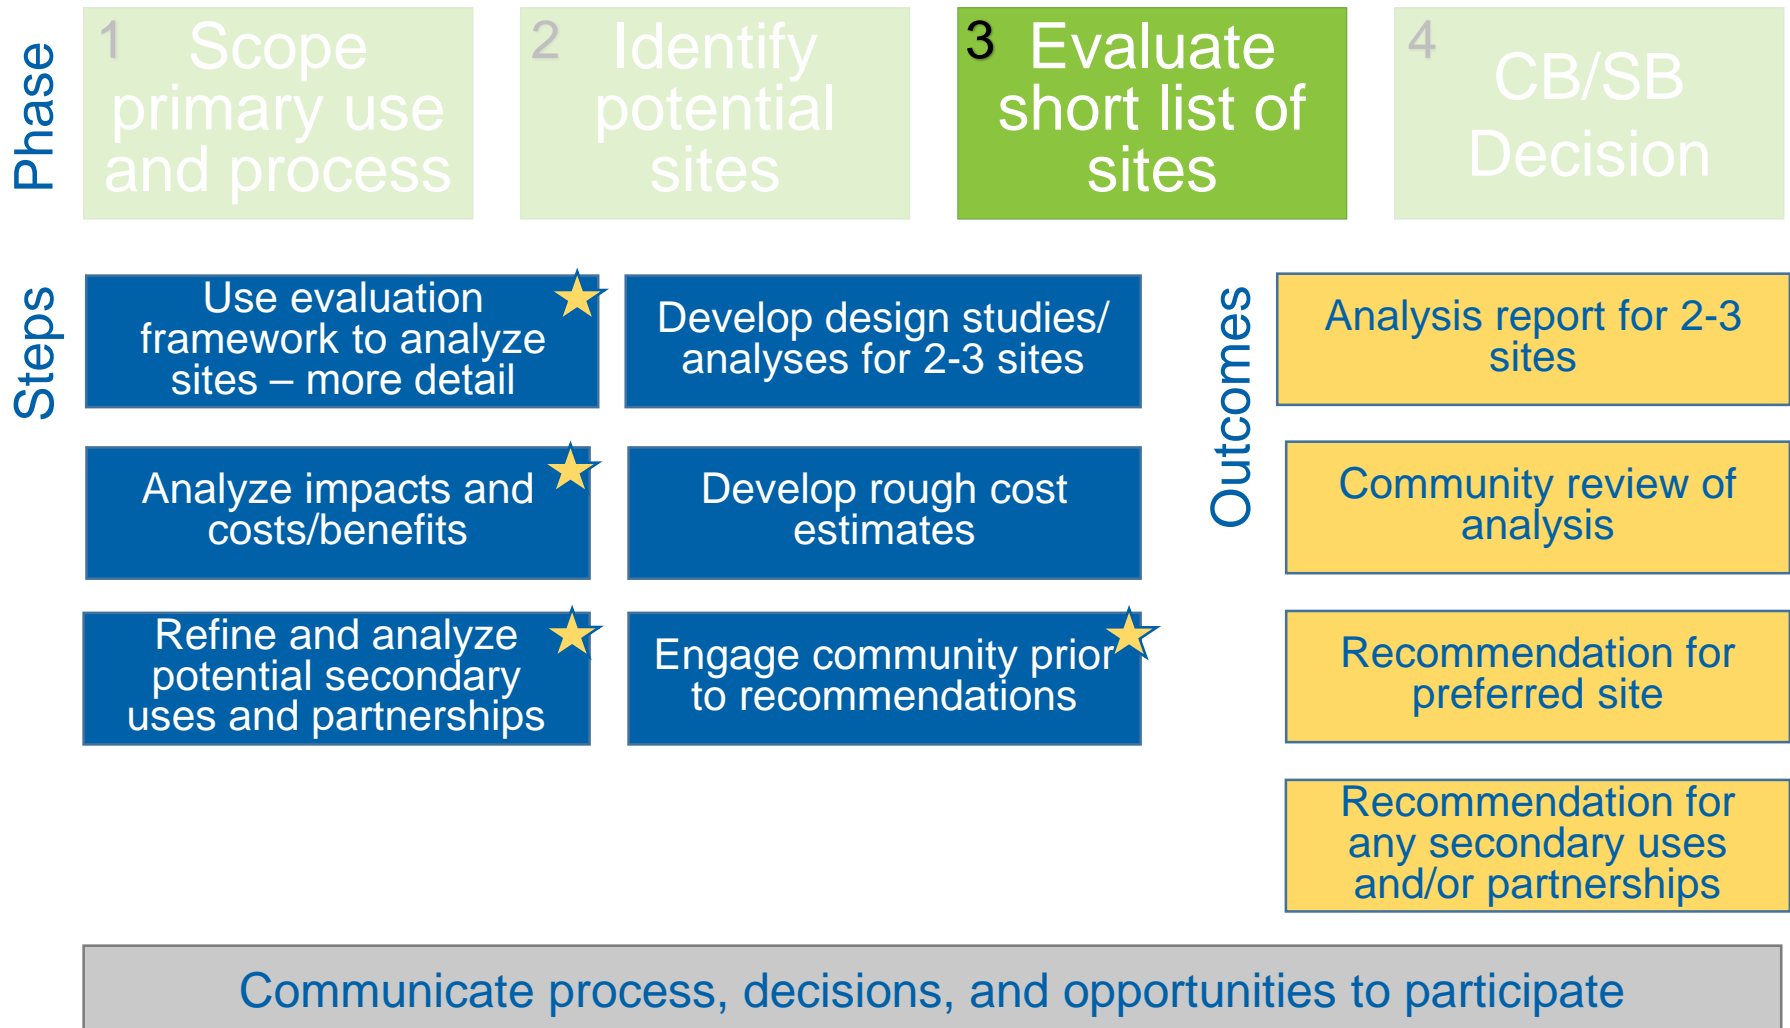 Phase
1
Scope
primary use
and process
2
Identify
potential
sites
3
Evaluate
short list of
sites
4
CB/SB
Decision
Steps
Use evaluation
framework to analyze
sites – more detail
Develop design studies/
analyses for 2-3 sites
Analyze impacts and
costs/benefits
Develop rough cost
estimates
Refine and analyze
potential secondary
uses and partnerships
Engage community prior
to recommendations
Outcomes
Analysis report for 2-3
sites
Community review of
analysis
Recommendation for
preferred site
Recommendation for
any secondary uses
and/or partnerships
Communicate process, decisions, and opportunities to participate